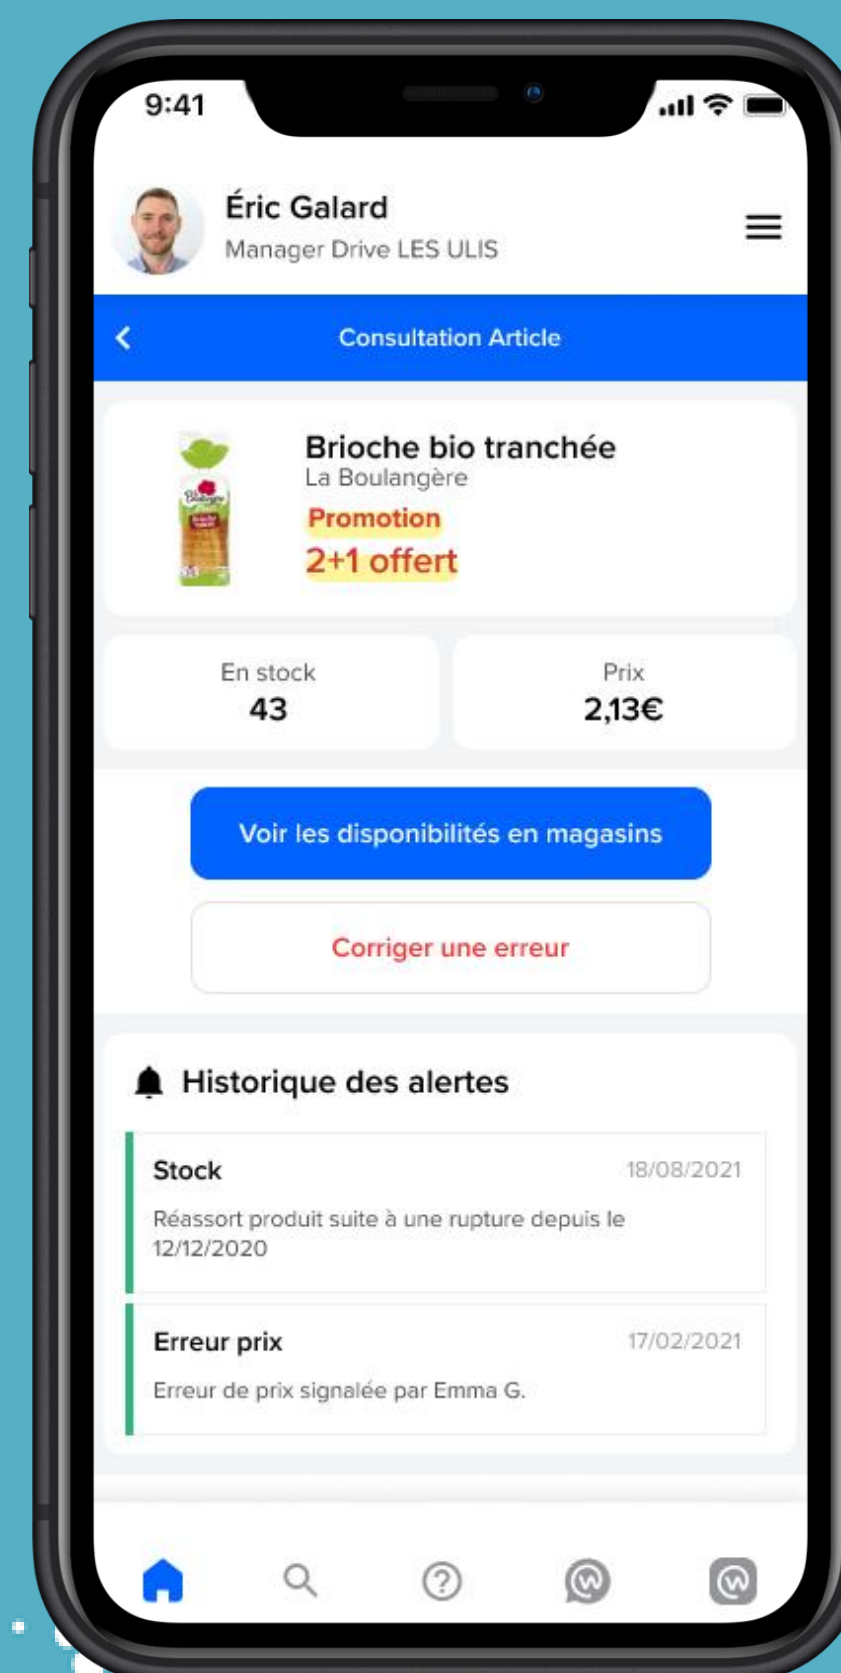 9:41
Éric Galard
Manager Drive LES ULIS
Consultation Article
Brioche bio tranchée
La Boulangère
Promotion
2+1 offert
En stock
43
Prix
2,13€
Voir les disponibilités en magasins
Corriger une erreur
Historique des alertes
Stock
18/08/2021
Réassort produit suite à une rupture depuis le
12/12/2020
Erreur prix
17/02/2021
Erreur de prix signalée par Emma G.